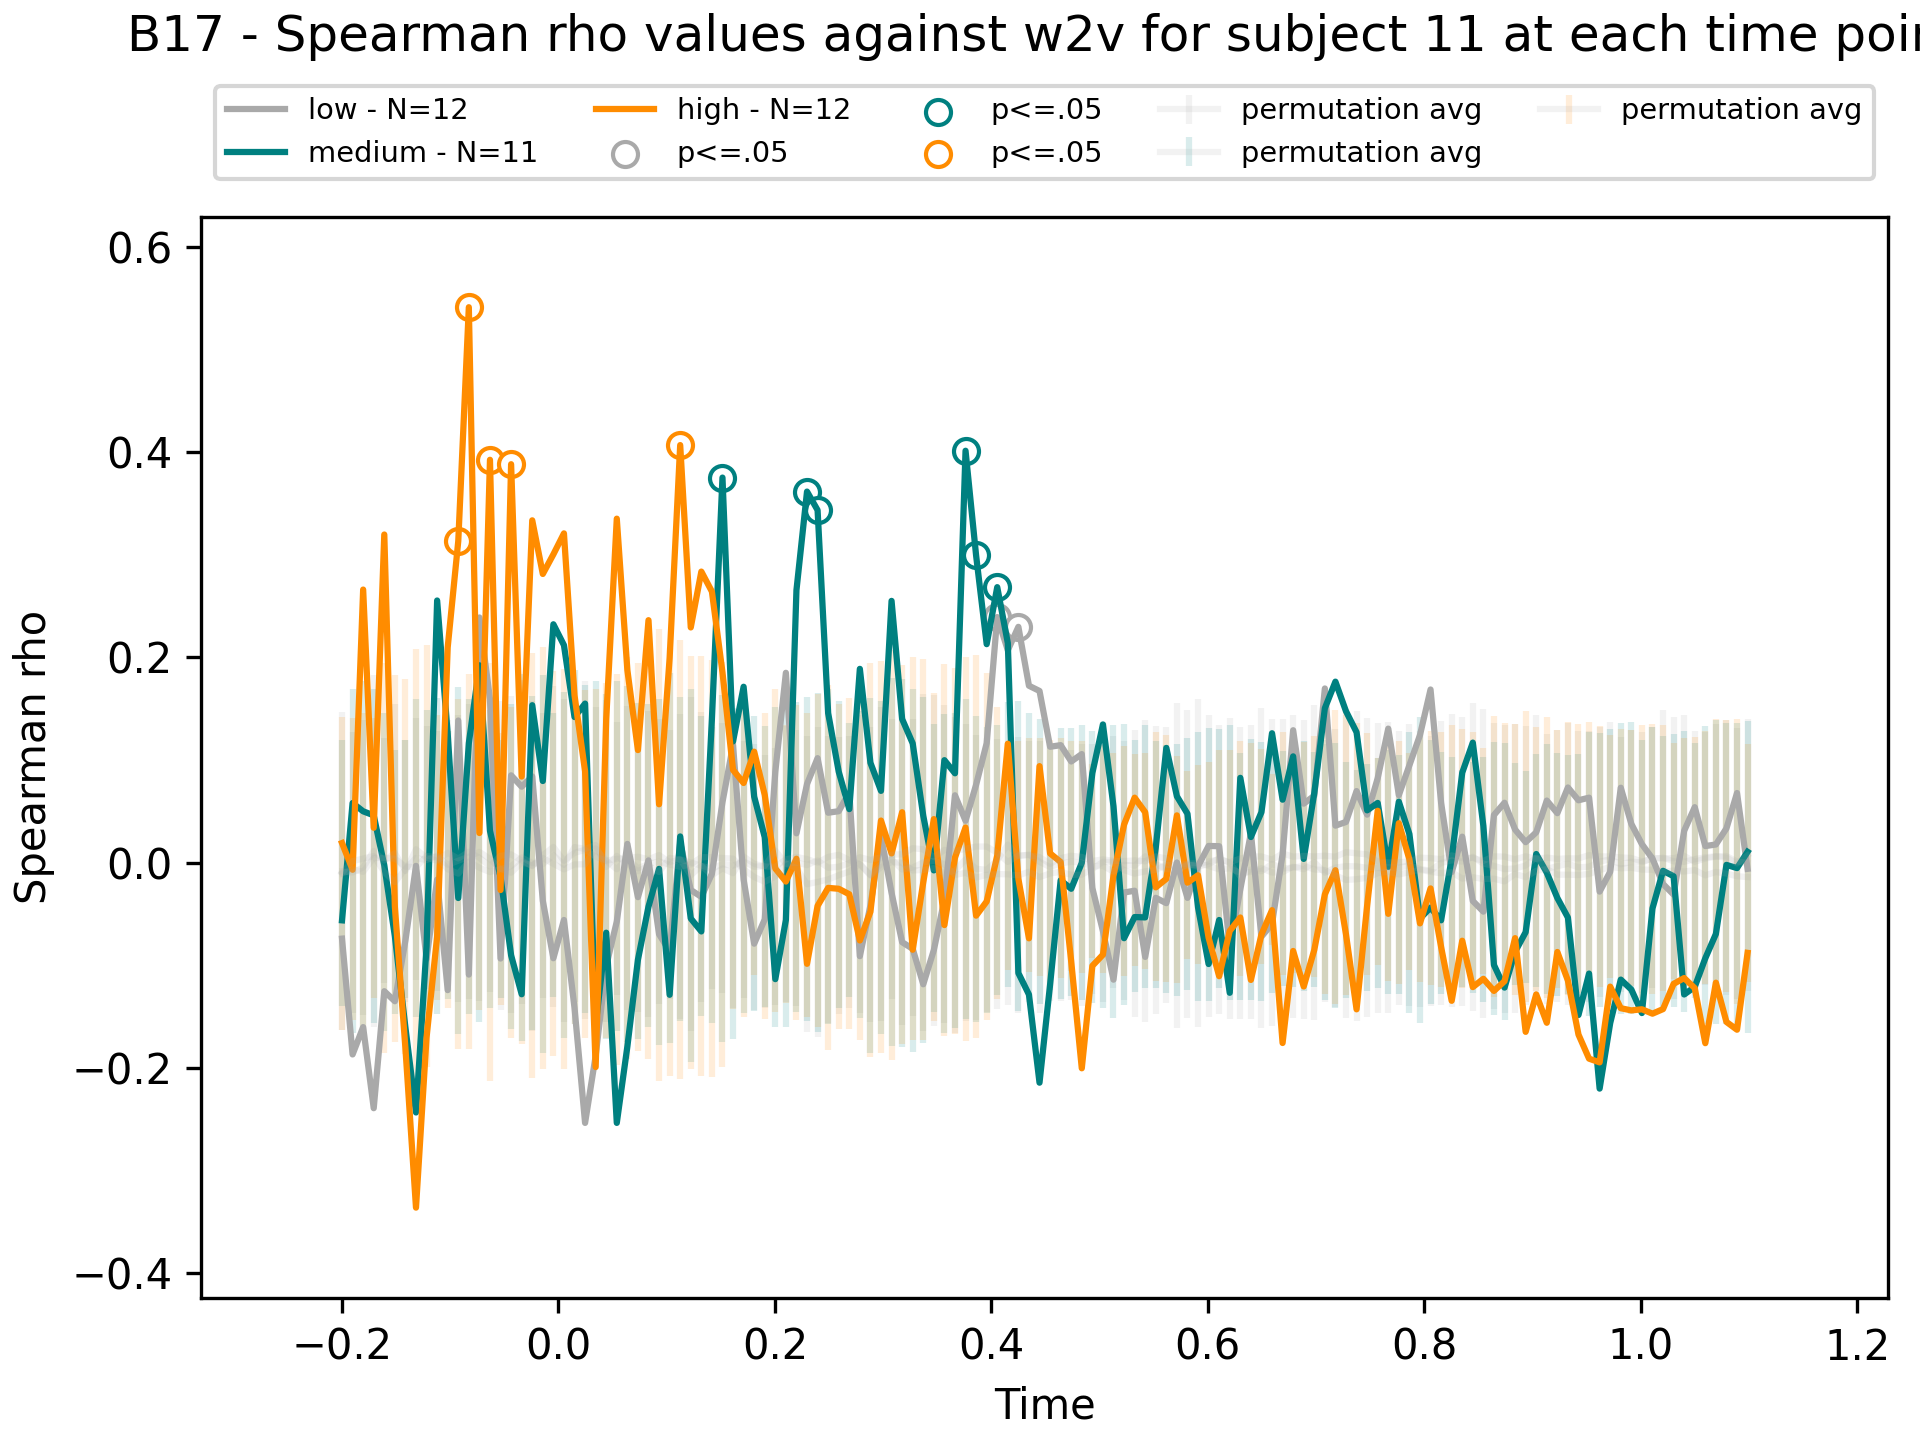 B17 - Spearman rho values against w2v for subject 11 at each time
low - N=12 high - N=12 p<=.05 permutation avg permutation avg
medium - N=11 p<=.05 p<=.05 permutation avg
0.6
0.4
0.2
0.0
−0.2
−0.4
Spearman rho
−0.2 0.0 0.2 0.4 0.6 0.8 1.0 1.2
Time